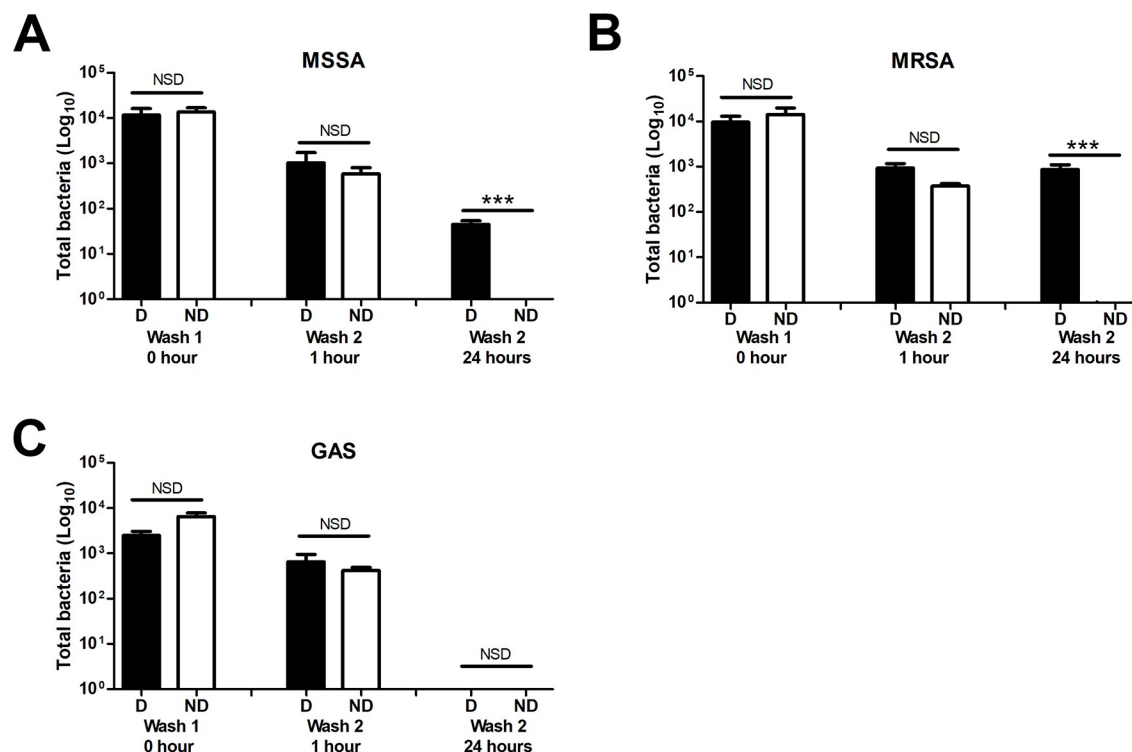 A
MSSA
Total bacteria (Log₁₀)
10⁵
10⁴
10³
10²
10¹
10⁰
NSD
NSD
***
D ND D ND D ND
Wash 1 Wash 2 Wash 2
0 hour 1 hour 24 hours
B
MRSA
Total bacteria (Log₁₀)
10⁵
10⁴
10³
10²
10¹
10⁰
NSD
NSD
***
D ND D ND D ND
Wash 1 Wash 2 Wash 2
0 hour 1 hour 24 hours
C
GAS
Total bacteria (Log₁₀)
10⁵
10⁴
10³
10²
10¹
10⁰
NSD
NSD
NSD
D ND D ND D ND
Wash 1 Wash 2 Wash 2
0 hour 1 hour 24 hours